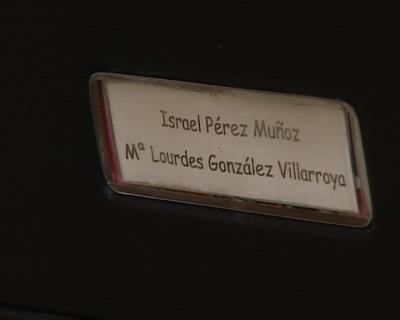 Israel Pérez Muñoz
Mª Lourdes González Villarroya